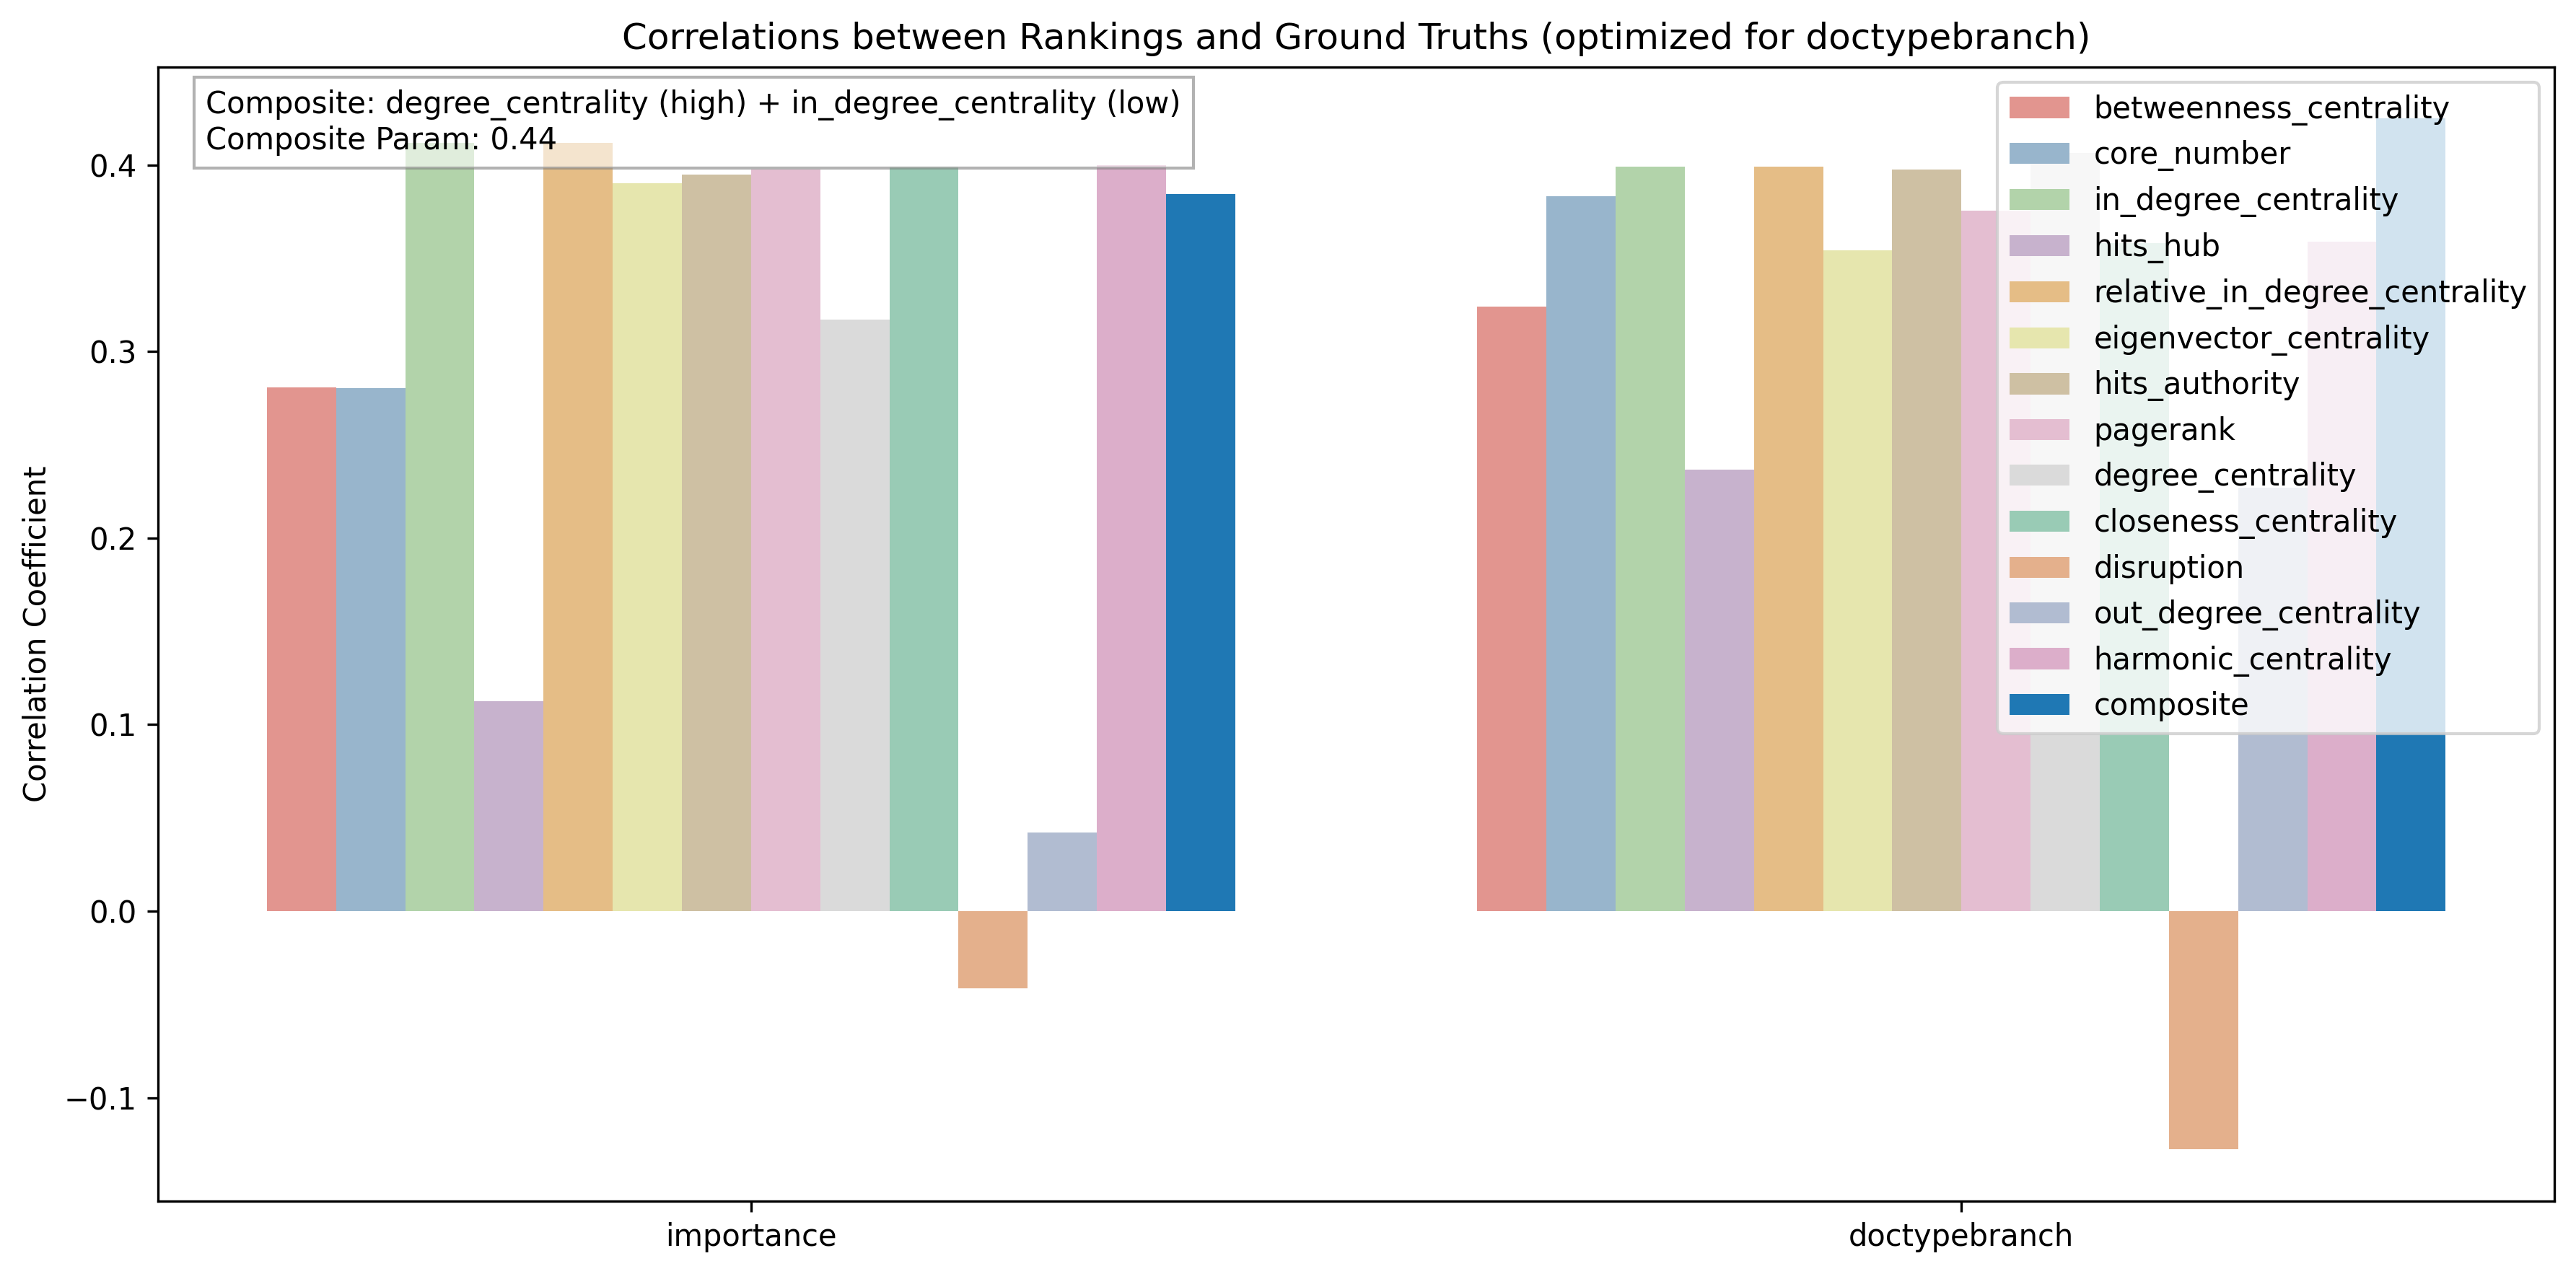 Correlations between Rankings and Ground Truths (optimized for doctypebranch)
Composite: degree_centrality (high) + in_degree_centrality (low)
Composite Param: 0.44
betweenness_centrality
core_number
in_degree_centrality
hits_hub
relative_in_degree_centrality
eigenvector_centrality
hits_authority
pagerank
degree_centrality
closeness_centrality
disruption
out_degree_centrality
harmonic_centrality
composite
Correlation Coefficient
0.4
0.3
0.2
0.1
0.0
−0.1
importance
doctypebranch